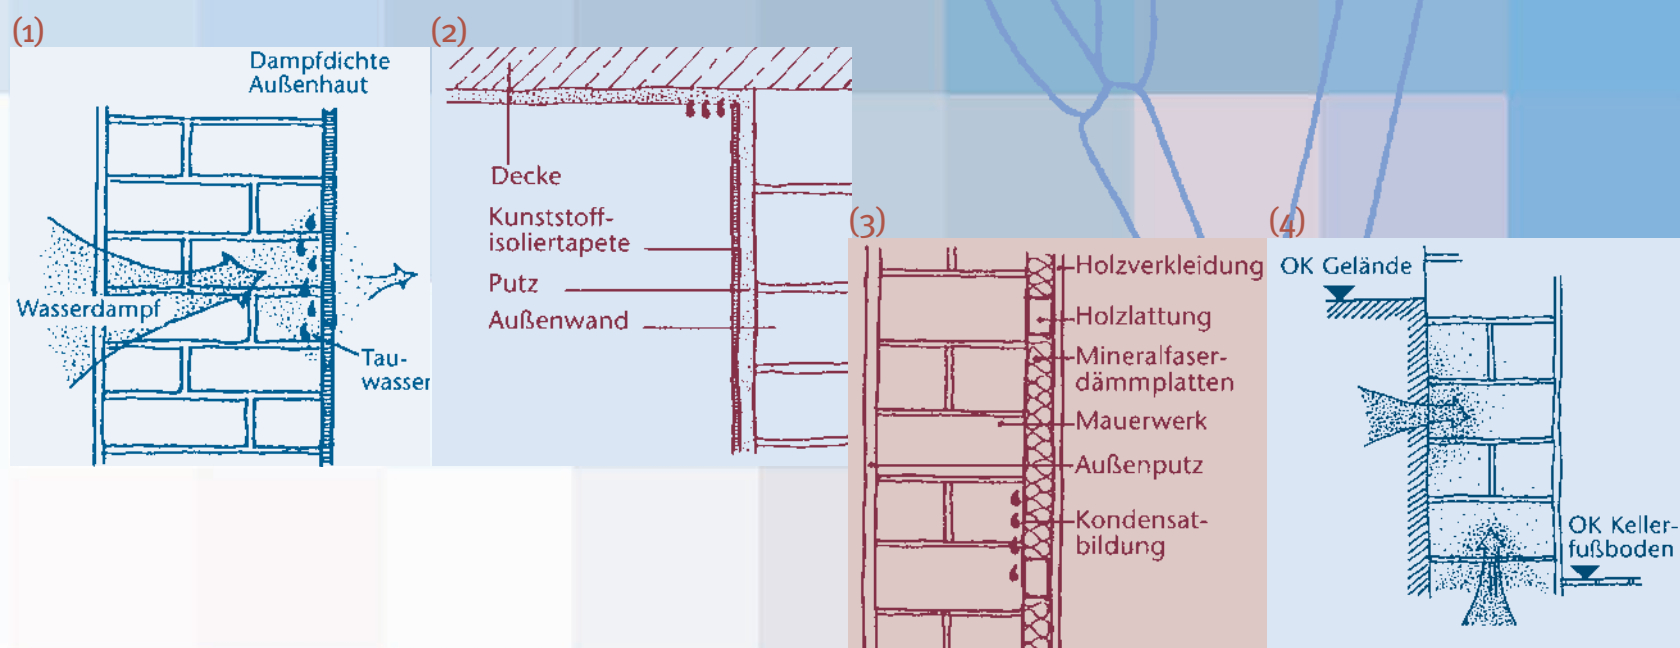 (1)
Dampfdichte
Außenhaut
Wasserdampf
Tau-
wasser
(2)
Decke
Kunststoff-
isoliertapete
Putz
Außenwand
(3)
Holzverkleidung
Holzlattung
Mineralfaser-
dämmplatten
Mauerwerk
Außenputz
Kondensat-
bildung
(4)
OK Gelände
OK Keller-
fußboden